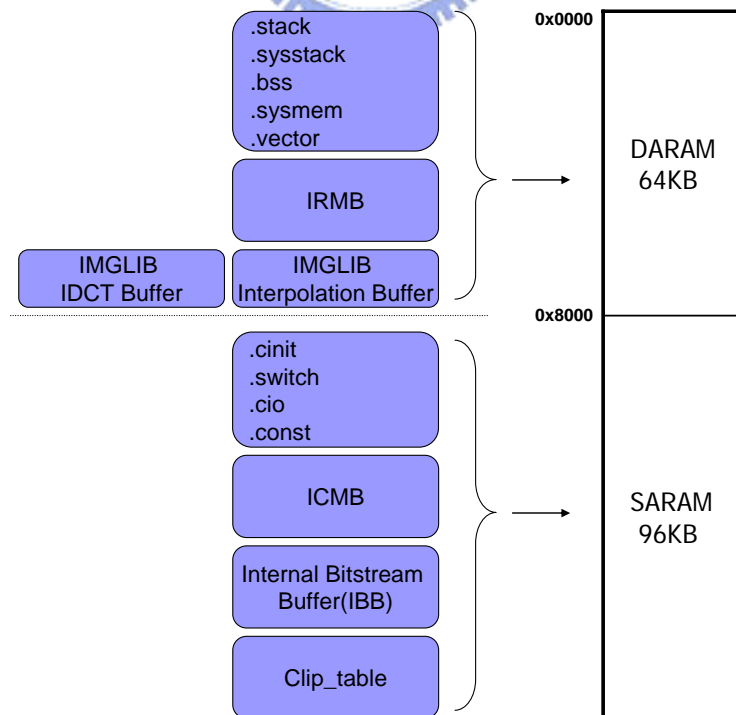 .stack
.sysstack
.bss
.sysmem
.vector
IRMB
IMGLIB
IDCT Buffer
IMGLIB
Interpolation Buffer
.cinit
.switch
.cio
.const
ICMB
Internal Bitstream
Buffer(IBB)
Clip_table
0x0000
DARAM
64KB
0x8000
SARAM
96KB